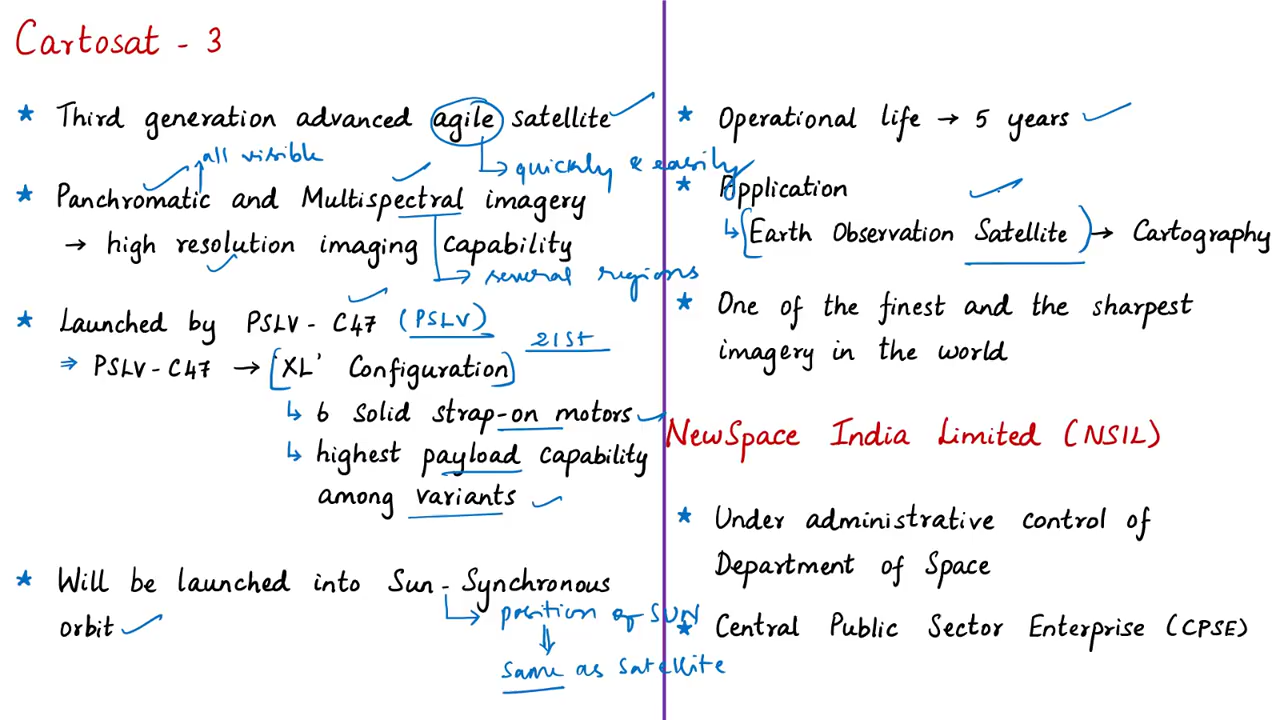 Cartosat - 3
* Third generation advanced agile satellite
all visible
↳ quickly & easily
* Panchromatic and Multispectral imagery
→ high resolution imaging capability
→ several regions
* Launched by PSLV - C47 (PSLV)
21st
⇒ PSLV - C47 → ['XL' Configuration]
↳ 6 solid strap-on motors
↳ highest payload capability
among variants
* Will be launched into Sun - Synchronous
orbit
↳ position of SUN
↓
same as satellite
* Operational life → 5 years
* Application
↳ [Earth Observation Satellite) → Cartography
* One of the finest and the sharpest
imagery in the world
NewSpace India Limited (NSIL)
* Under administrative control of
Department of Space
* Central Public Sector Enterprise (CPSE)